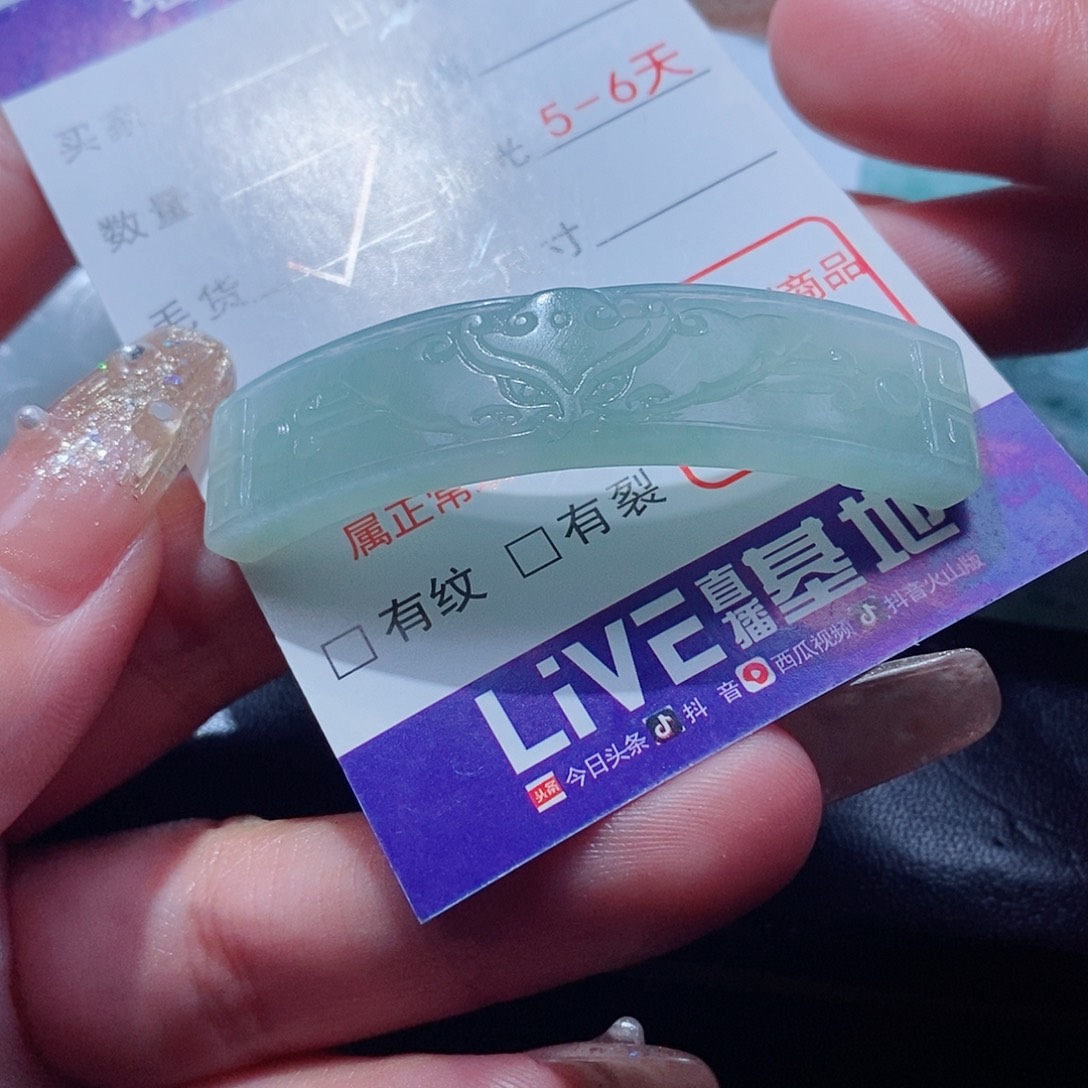 买家
5-6天
数量
光
毛货
尺寸
商品
属正常
有纹 有裂
LiVE 直播 基地
头条 今日头条 抖音 西瓜视频 抖音火山版